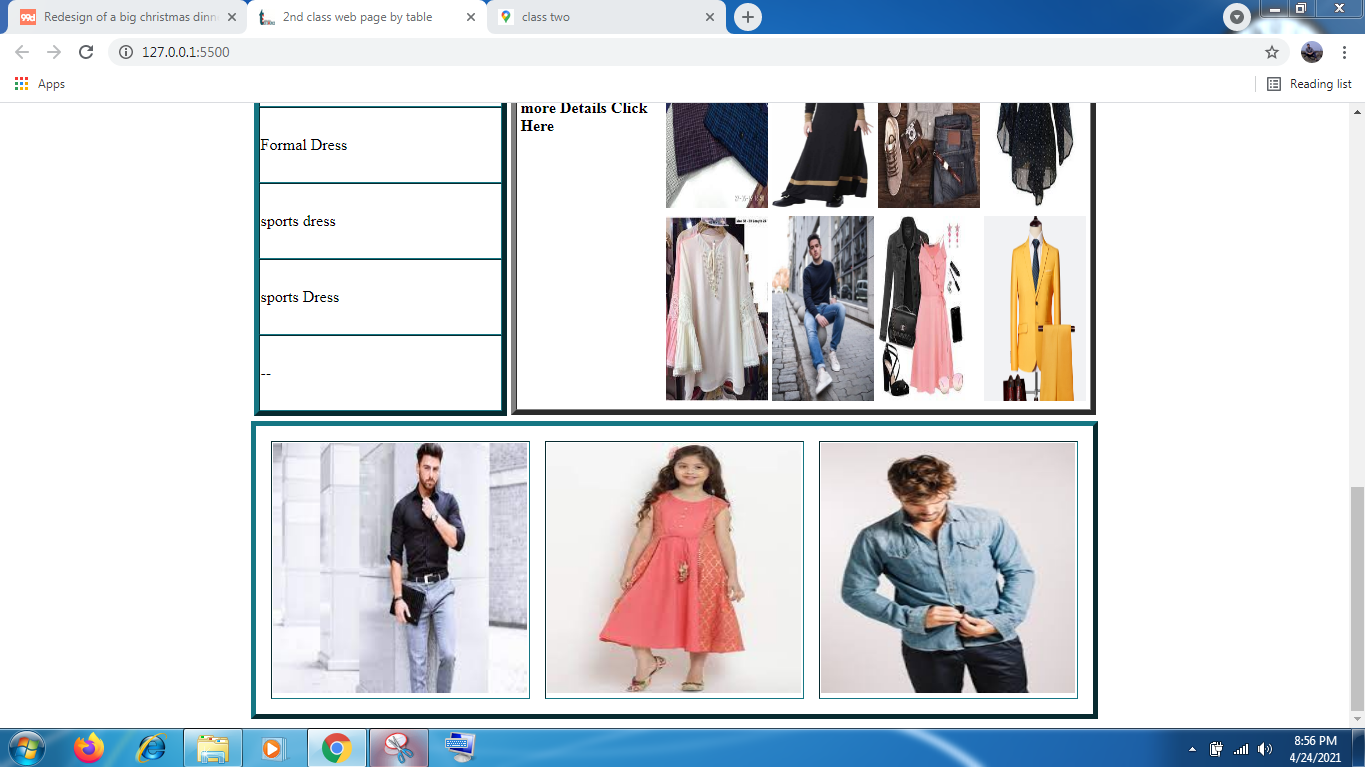 Redesign of a big christmas dinn
2nd class web page by table
class two
127.0.0.1:5500
Apps
Reading list
more Details Click
Here
Formal Dress
sports dress
sports Dress
--
8:56 PM
4/24/2021